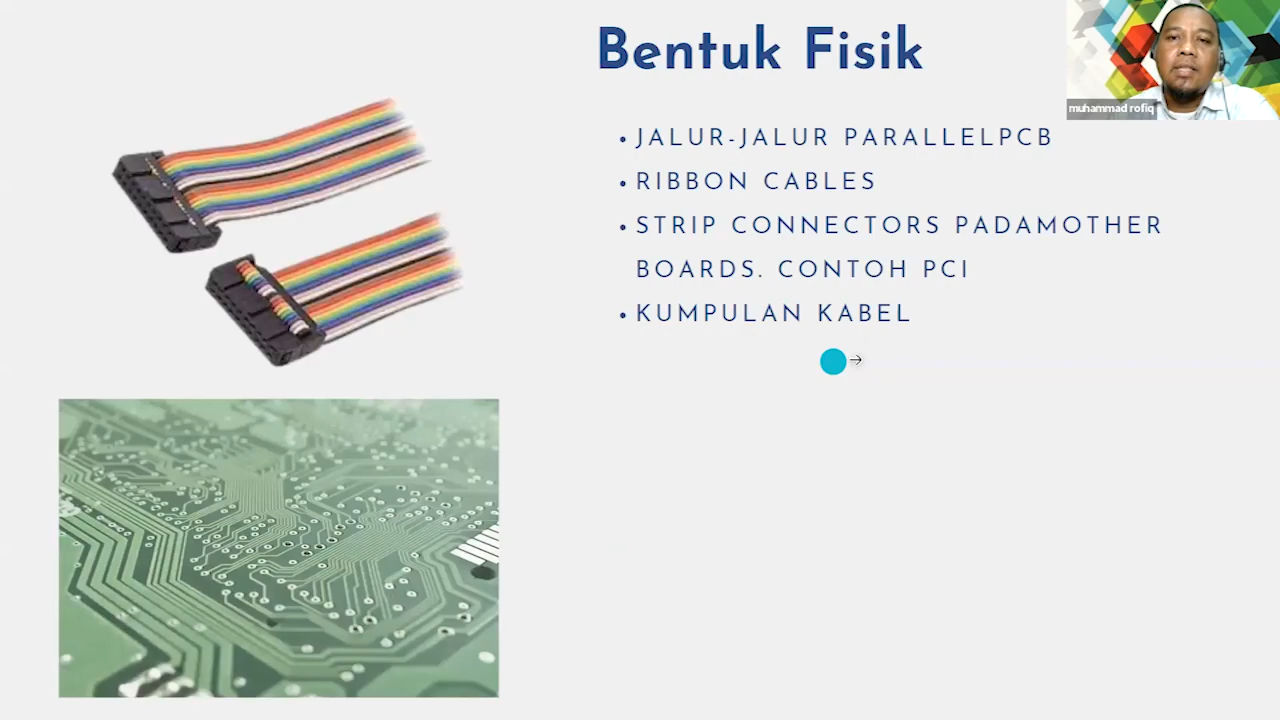 Bentuk Fisik
muhammad rofiq
• JALUR-JALUR PARALLELPCB
• RIBBON CABLES
• STRIP CONNECTORS PADAMOTHER
BOARDS. CONTOH PCI
• KUMPULAN KABEL